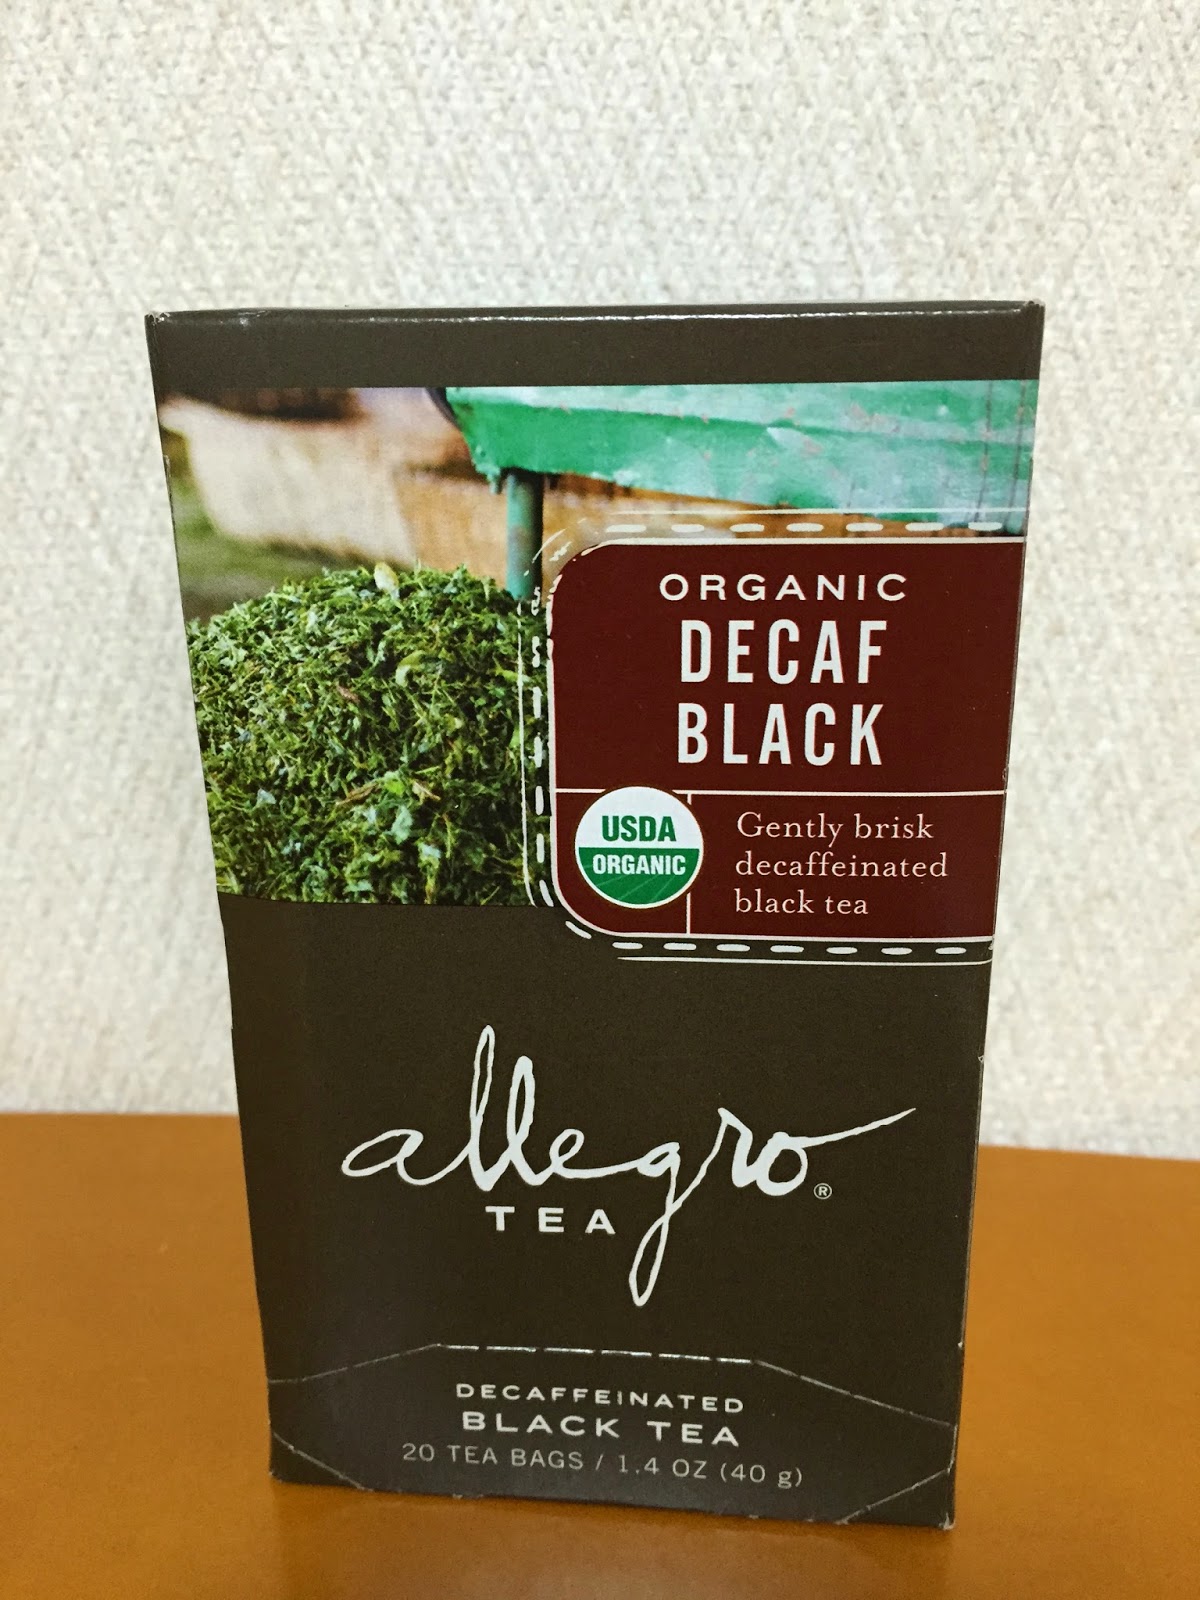 ORGANIC
DECAF
BLACK
USDA
ORGANIC
Gently brisk
decaffeinated
black tea
allegro®
TEA
DECAFFEINATED
BLACK TEA
20 TEA BAGS / 1.4 OZ (40 g)